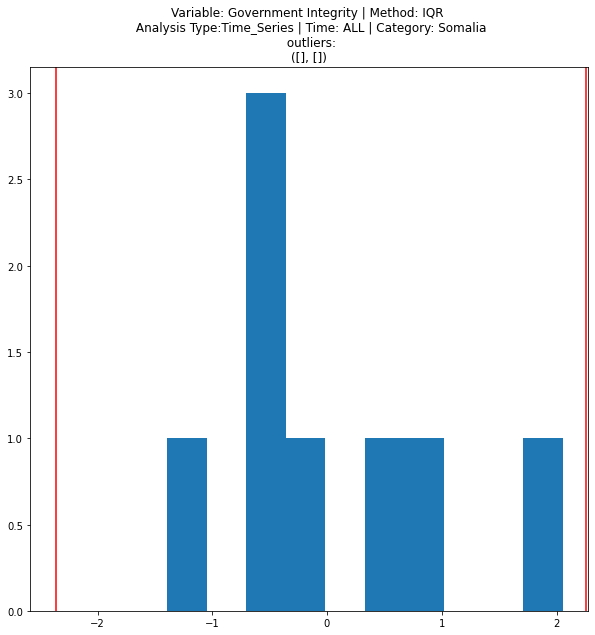 Variable: Government Integrity | Method: IQR
Analysis Type:Time_Series | Time: ALL | Category: Somalia
outliers:
([], [])
3.0
2.5
2.0
1.5
1.0
0.5
0.0
−2 −1 0 1 2